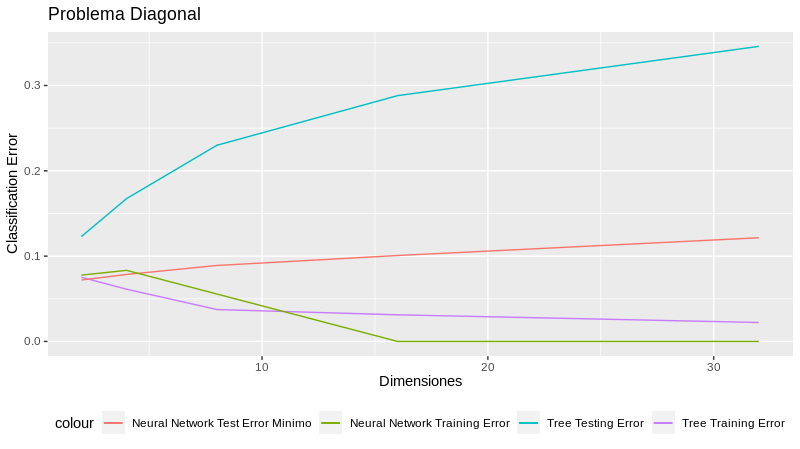 Problema Diagonal
Classification Error
0.3
0.2
0.1
0.0
10 20 30
Dimensiones
colour Neural Network Test Error Minimo Neural Network Training Error Tree Testing Error Tree Training Error